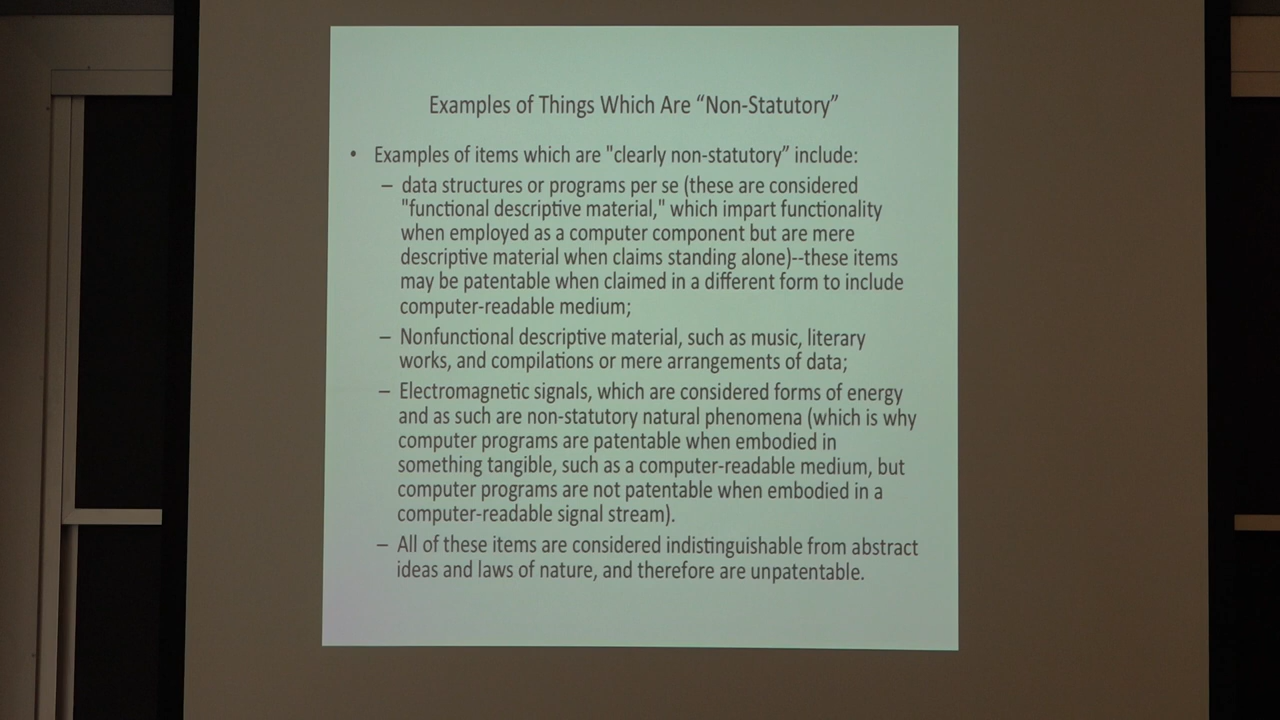 Examples of Things Which Are “Non-Statutory”
• Examples of items which are "clearly non-statutory” include:
– data structures or programs per se (these are considered
"functional descriptive material," which impart functionality
when employed as a computer component but are mere
descriptive material when claims standing alone)--these items
may be patentable when claimed in a different form to include
computer-readable medium;
– Nonfunctional descriptive material, such as music, literary
works, and compilations or mere arrangements of data;
– Electromagnetic signals, which are considered forms of energy
and as such are non-statutory natural phenomena (which is why
computer programs are patentable when embodied in
something tangible, such as a computer-readable medium, but
computer programs are not patentable when embodied in a
computer-readable signal stream).
– All of these items are considered indistinguishable from abstract
ideas and laws of nature, and therefore are unpatentable.